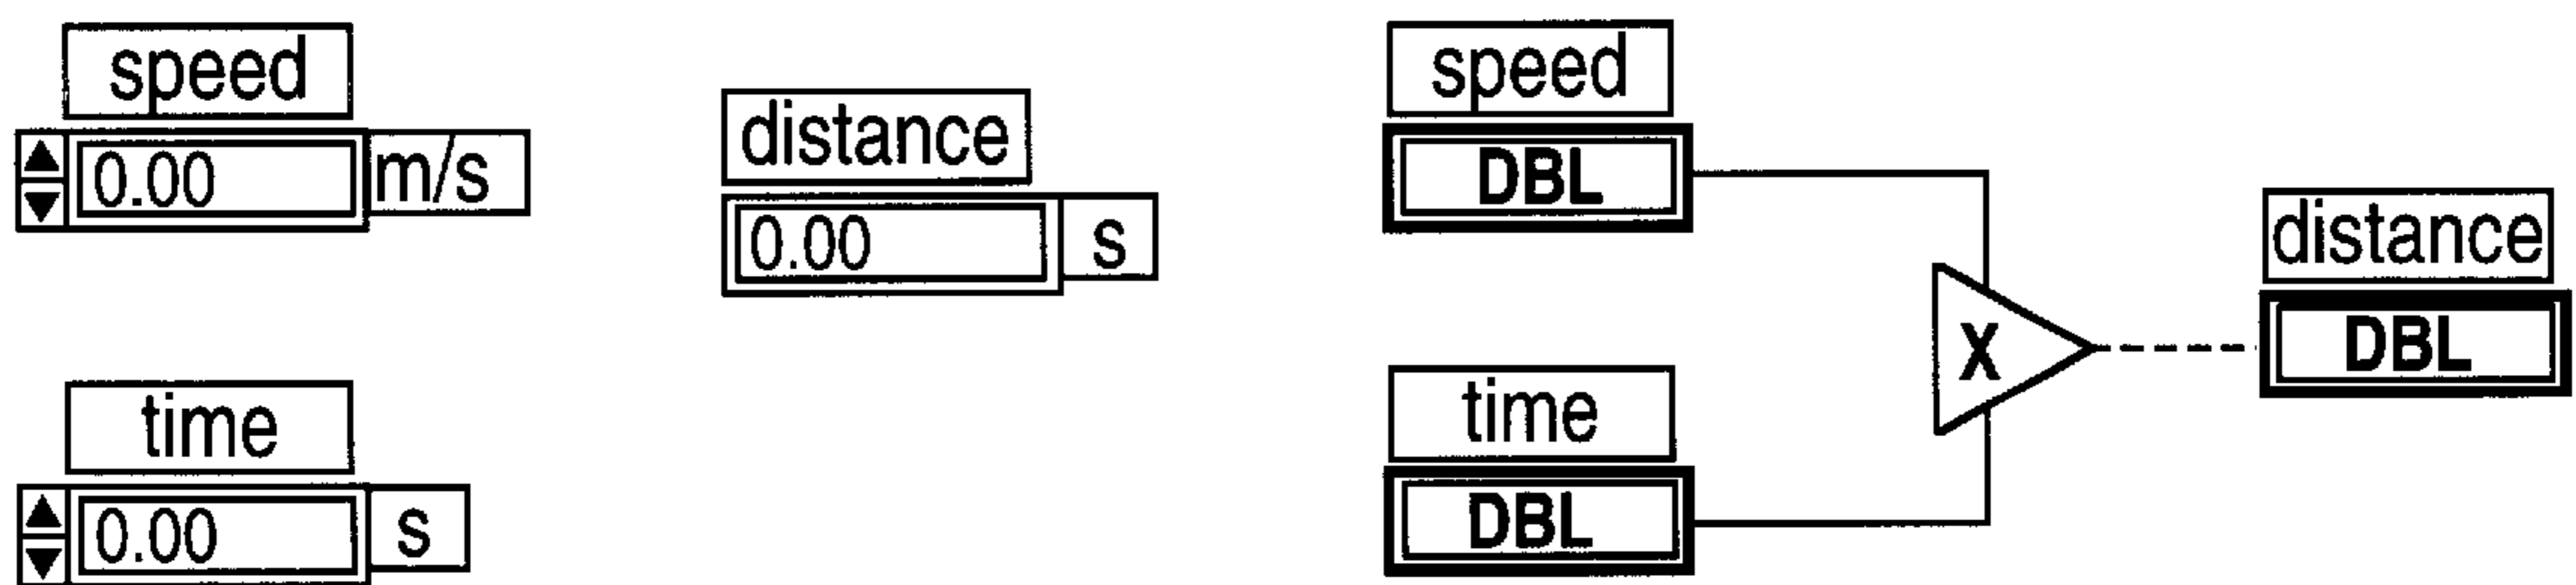 speed
0.00 m/s
distance
0.00 s
time
0.00 s
speed
DBL
time
DBL
X
distance
DBL